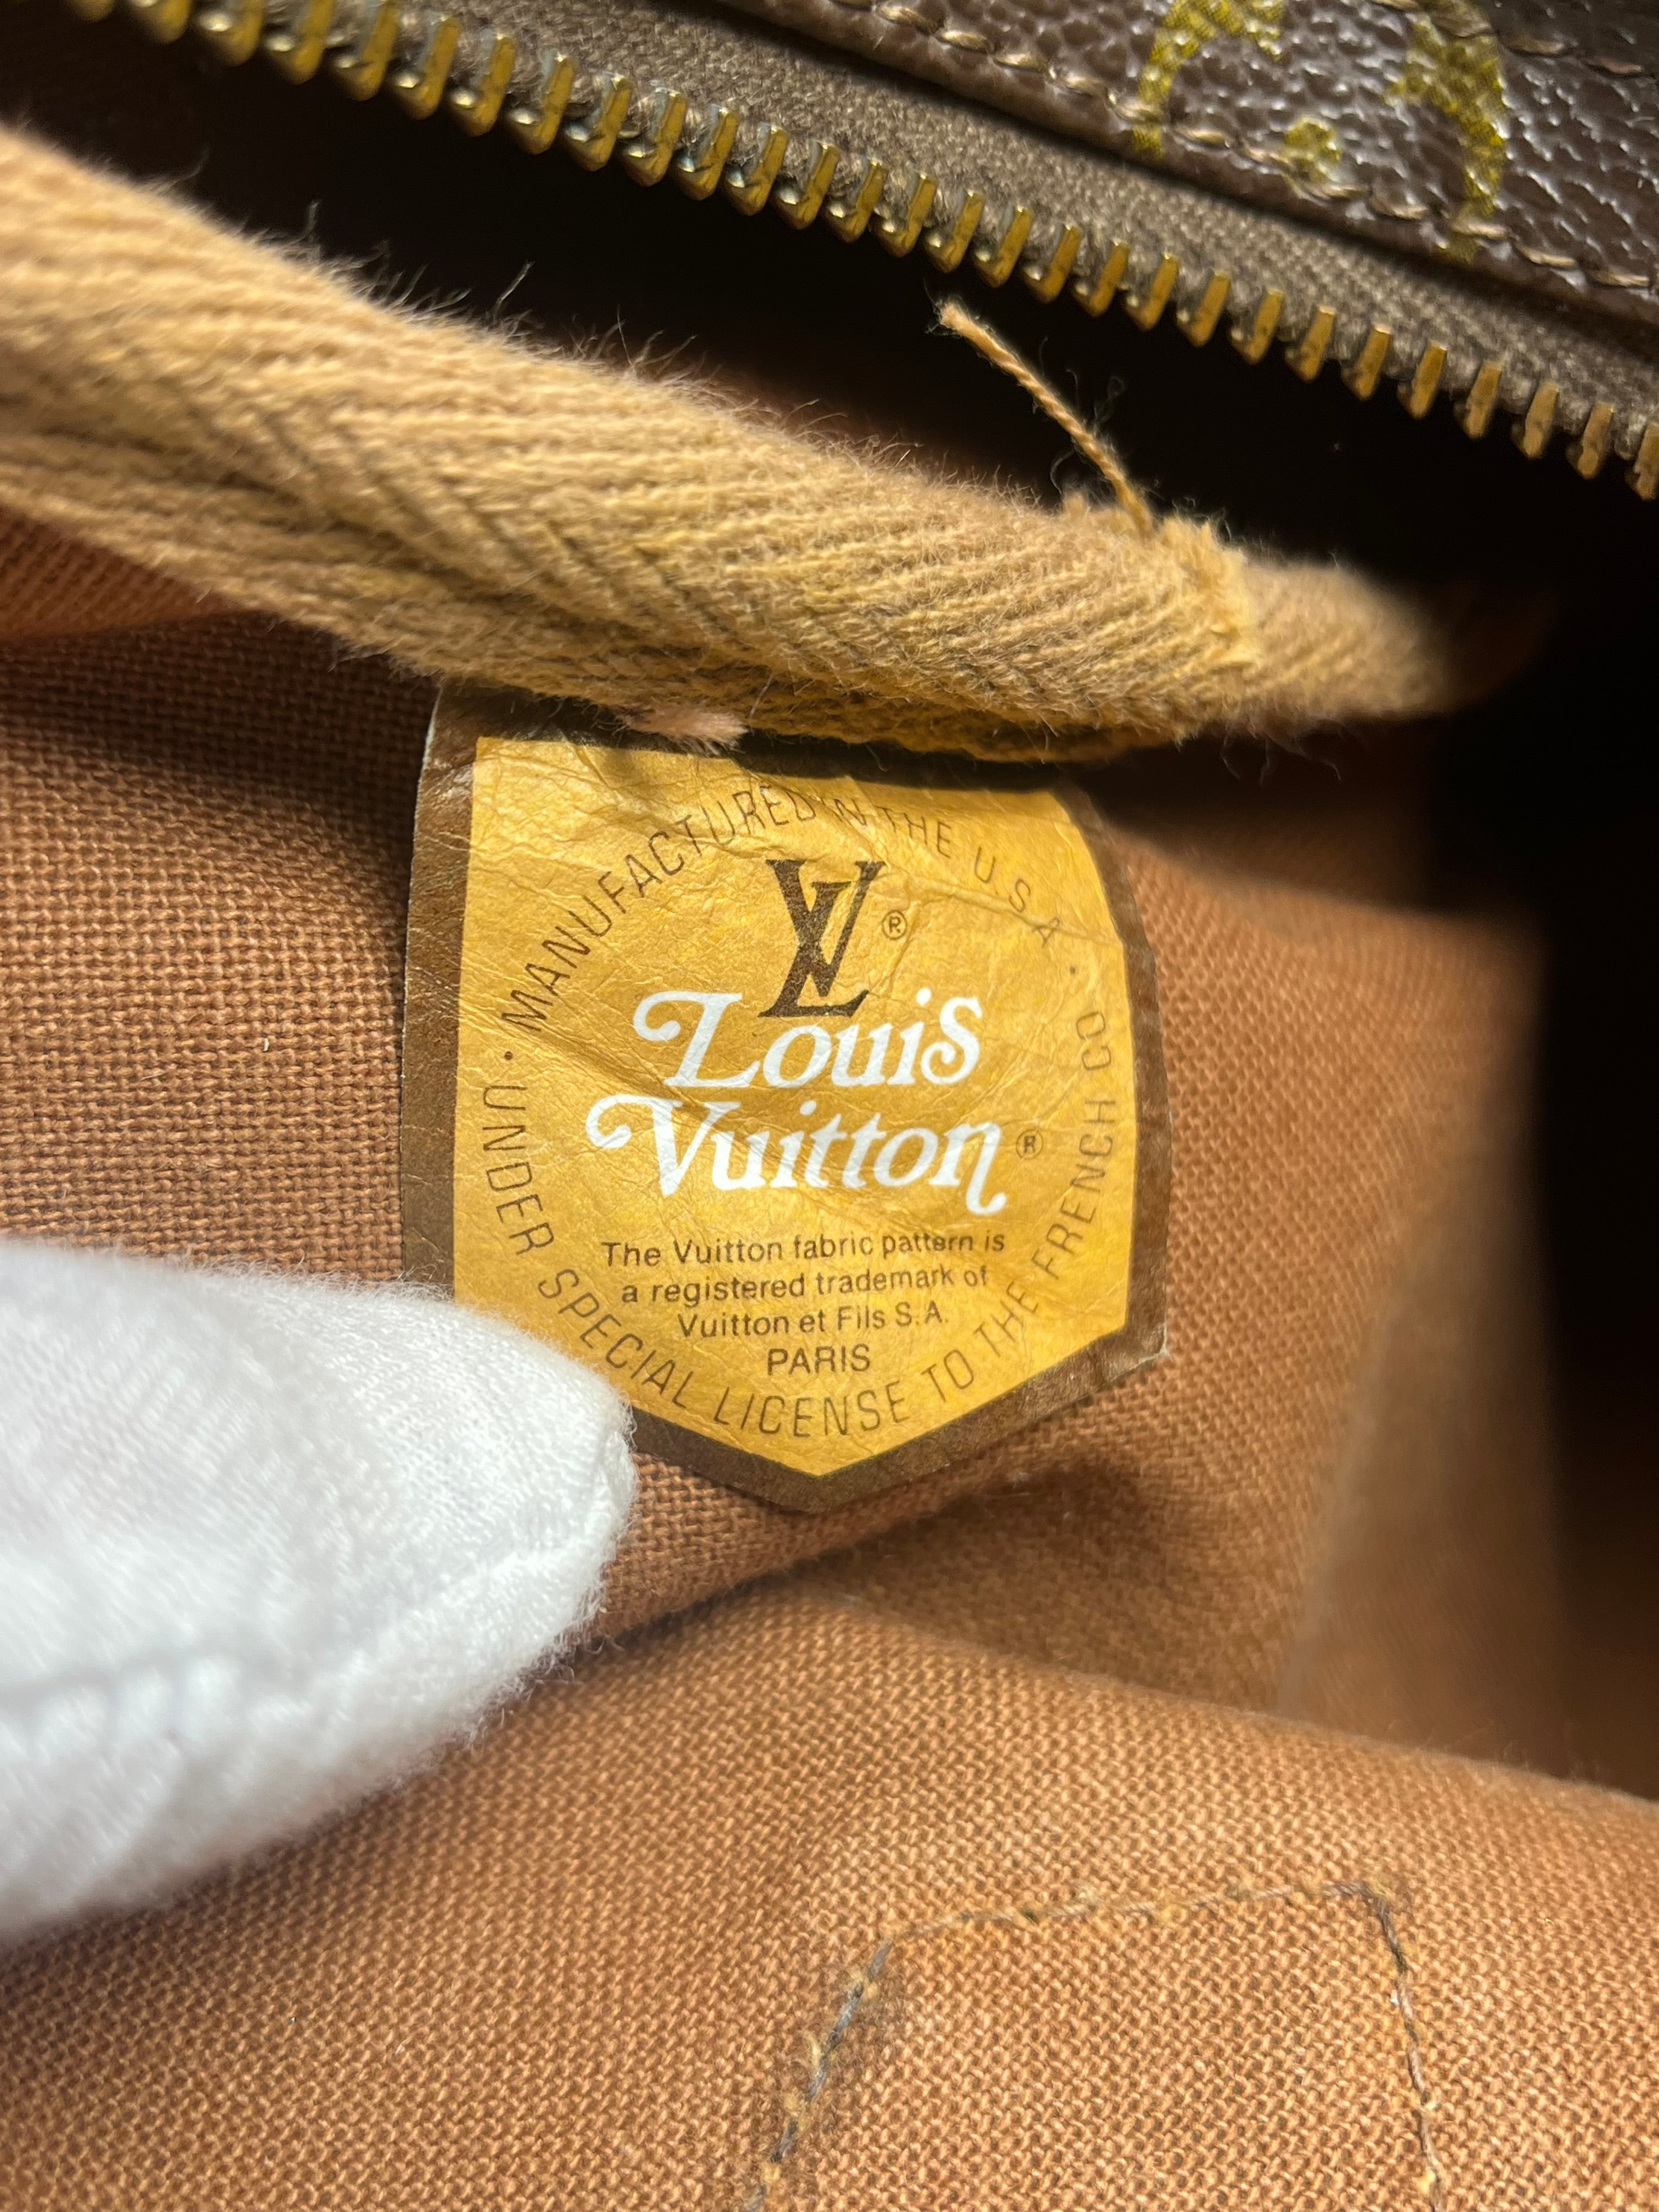 · MANUFACTURED IN THE U.S.A ·
LV®
Louis
Vuitton®
The Vuitton fabric pattern is
a registered trademark of
Vuitton et Fils S.A.
PARIS
UNDER SPECIAL LICENSE TO THE FRENCH CO